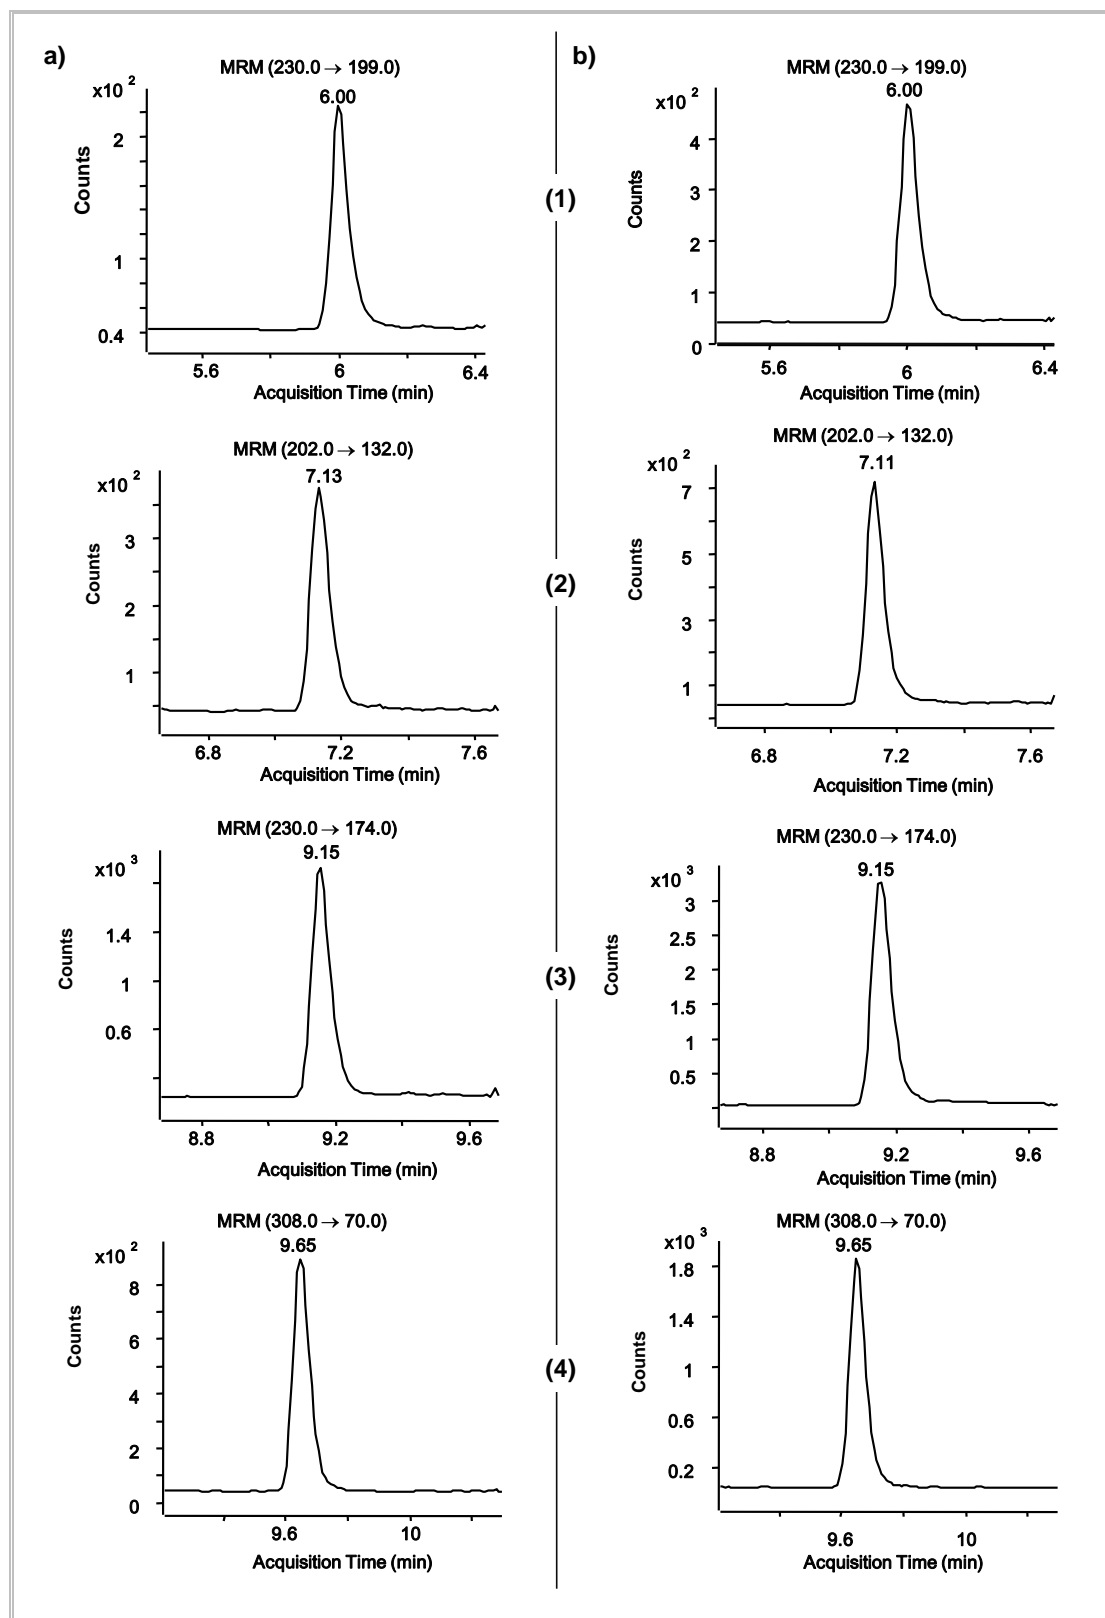 a)
MRM (230.0 → 199.0)
x10 2
6.00
2
1
0.4
Counts
5.6 6 6.4
Acquisition Time (min)
b)
MRM (230.0 → 199.0)
x10 2
6.00
4
3
2
1
0
Counts
5.6 6 6.4
Acquisition Time (min)
(1)
MRM (202.0 → 132.0)
x10 2
7.13
3
2
1
Counts
6.8 7.2 7.6
Acquisition Time (min)
MRM (202.0 → 132.0)
x10 2
7.11
7
5
3
1
Counts
6.8 7.2 7.6
Acquisition Time (min)
(2)
MRM (230.0 → 174.0)
x10 3
9.15
1.4
1
0.6
Counts
8.8 9.2 9.6
Acquisition Time (min)
MRM (230.0 → 174.0)
x10 3
9.15
3
2.5
2
1.5
1
0.5
Counts
8.8 9.2 9.6
Acquisition Time (min)
(3)
MRM (308.0 → 70.0)
x10 2
9.65
8
6
4
2
0
Counts
9.6 10
Acquisition Time (min)
MRM (308.0 → 70.0)
x10 3
9.65
1.8
1.4
1
0.6
0.2
Counts
9.6 10
Acquisition Time (min)
(4)